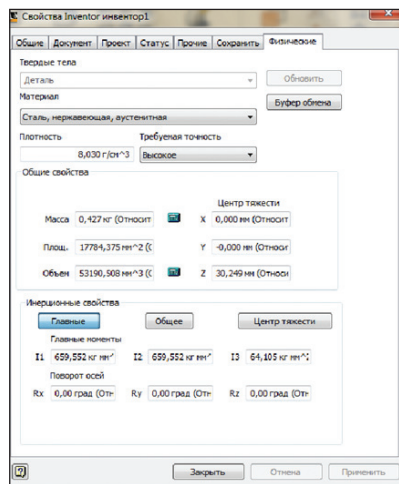 Свойства Inventor инвентор1
Общие Документ Проект Статус Прочие Сохранить Физические
Твердые тела
Деталь Обновить
Материал Буфер обмена
Сталь, нержавеющая, аустенитная
Плотность Требуемая точность
8,030 г/см^3 Высокое
Общие свойства
Центр тяжести
Масса 0,427 кг (Относит X 0,000 мм (Относит
Площ. 17784,375 мм^2 (С Y -0,000 мм (Относи
Объем 53190,508 мм^3 (С Z 30,249 мм (Относи
Инерционные свойства
Главные Общее Центр тяжести
Главные моменты
I1 659,552 кг мм^ I2 659,552 кг мм^ I3 64,105 кг мм^2
Поворот осей
Rx 0,00 град (Отн Ry 0,00 град (Отн Rz 0,00 град (Отн
Закрыть Отмена Применить